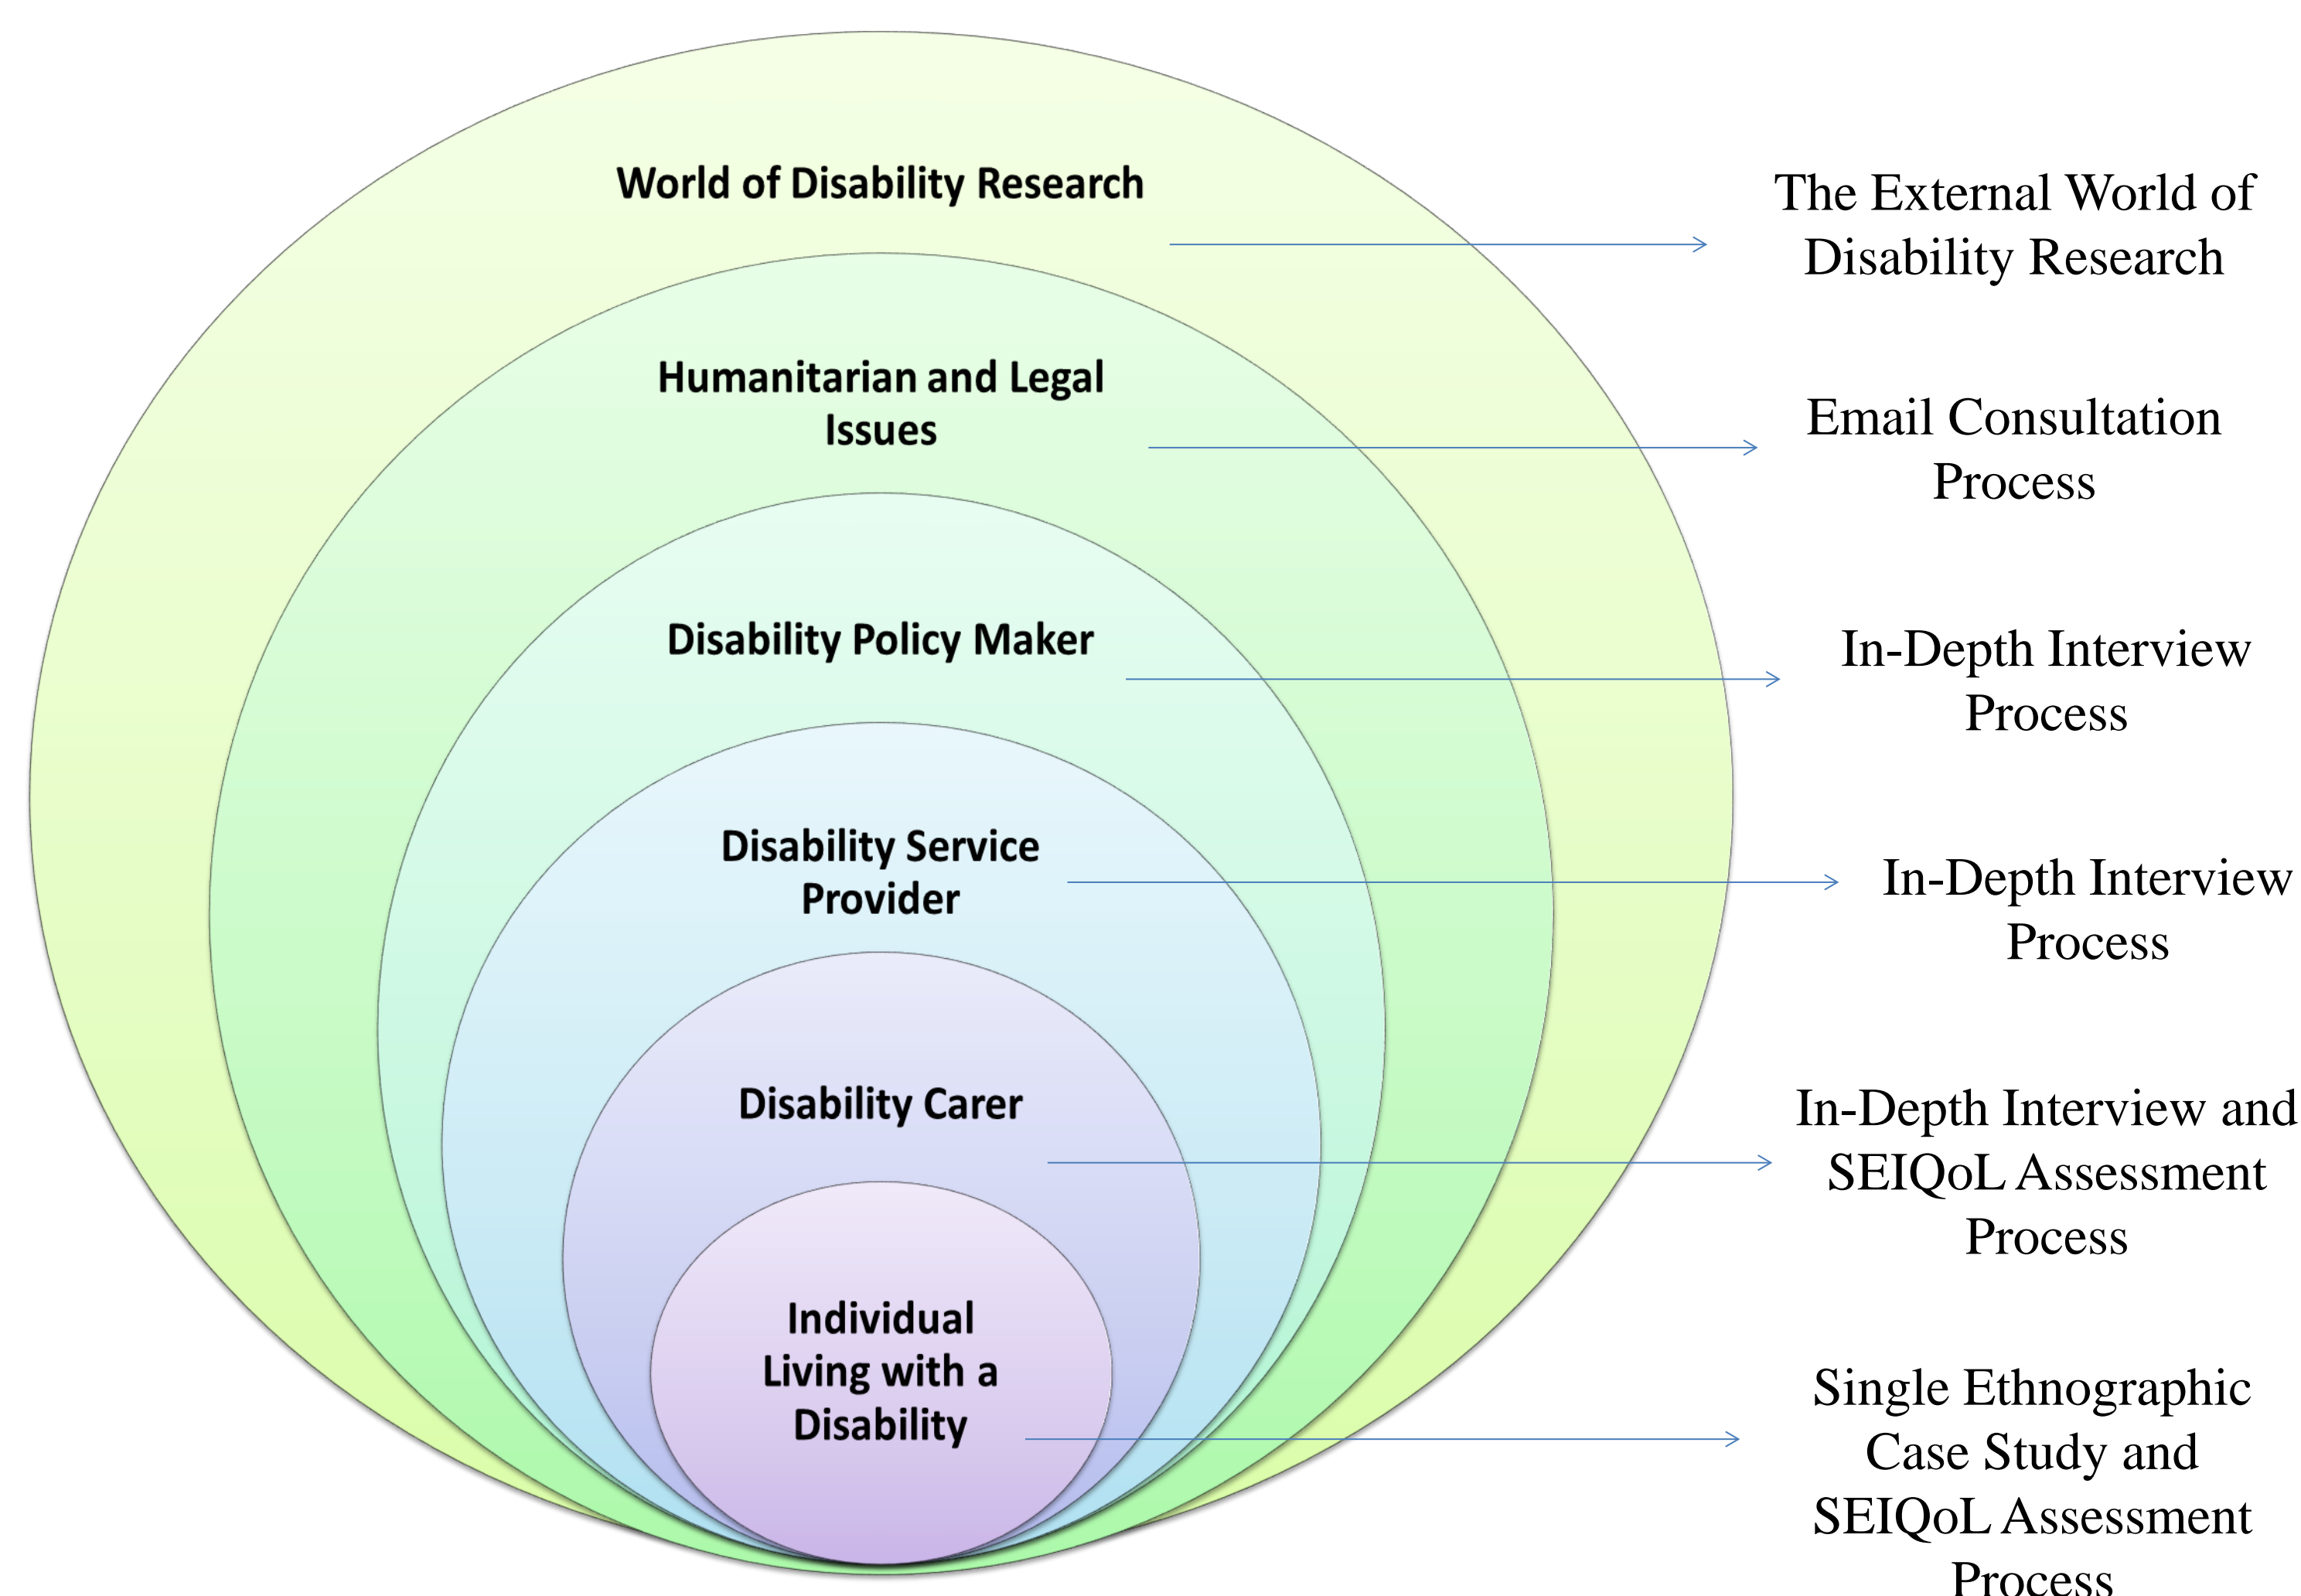 World of Disability Research
The External World of
Disability Research
Humanitarian and Legal
Issues
Email Consultation
Process
Disability Policy Maker
In-Depth Interview
Process
Disability Service
Provider
In-Depth Interview
Process
Disability Carer
In-Depth Interview and
SEIQoL Assessment
Process
Individual
Living with a
Disability
Single Ethnographic
Case Study and
SEIQoL Assessment
Process